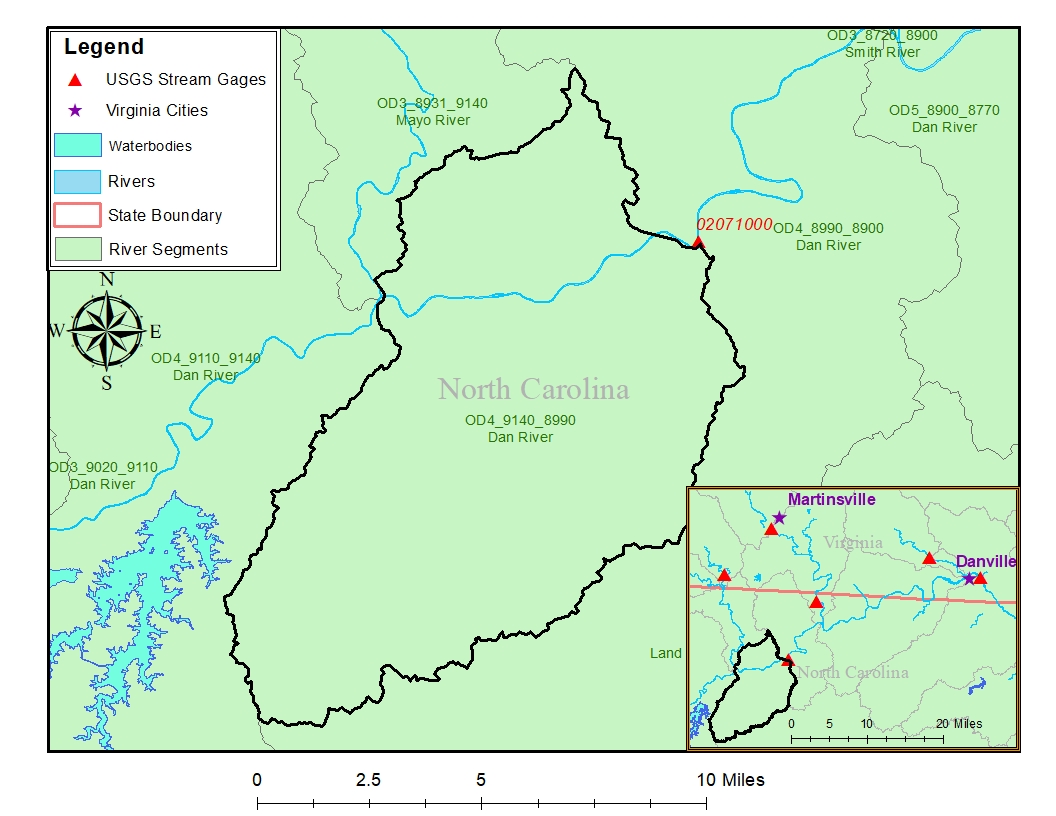 Legend
USGS Stream Gages
Virginia Cities
Waterbodies
Rivers
State Boundary
River Segments
N
W
E
S
OD3_8931_9140
Mayo River
OD3_8720_8900
Smith River
OD5_8900_8770
Dan River
02071000
OD4_8990_8900
Dan River
OD4_9110_9140
Dan River
North Carolina
OD4_9140_8990
Dan River
OD3_9020_9110
Dan River
Land
Martinsville
Virginia
Danville
North Carolina
0 5 10 20 Miles
0 2.5 5 10 Miles